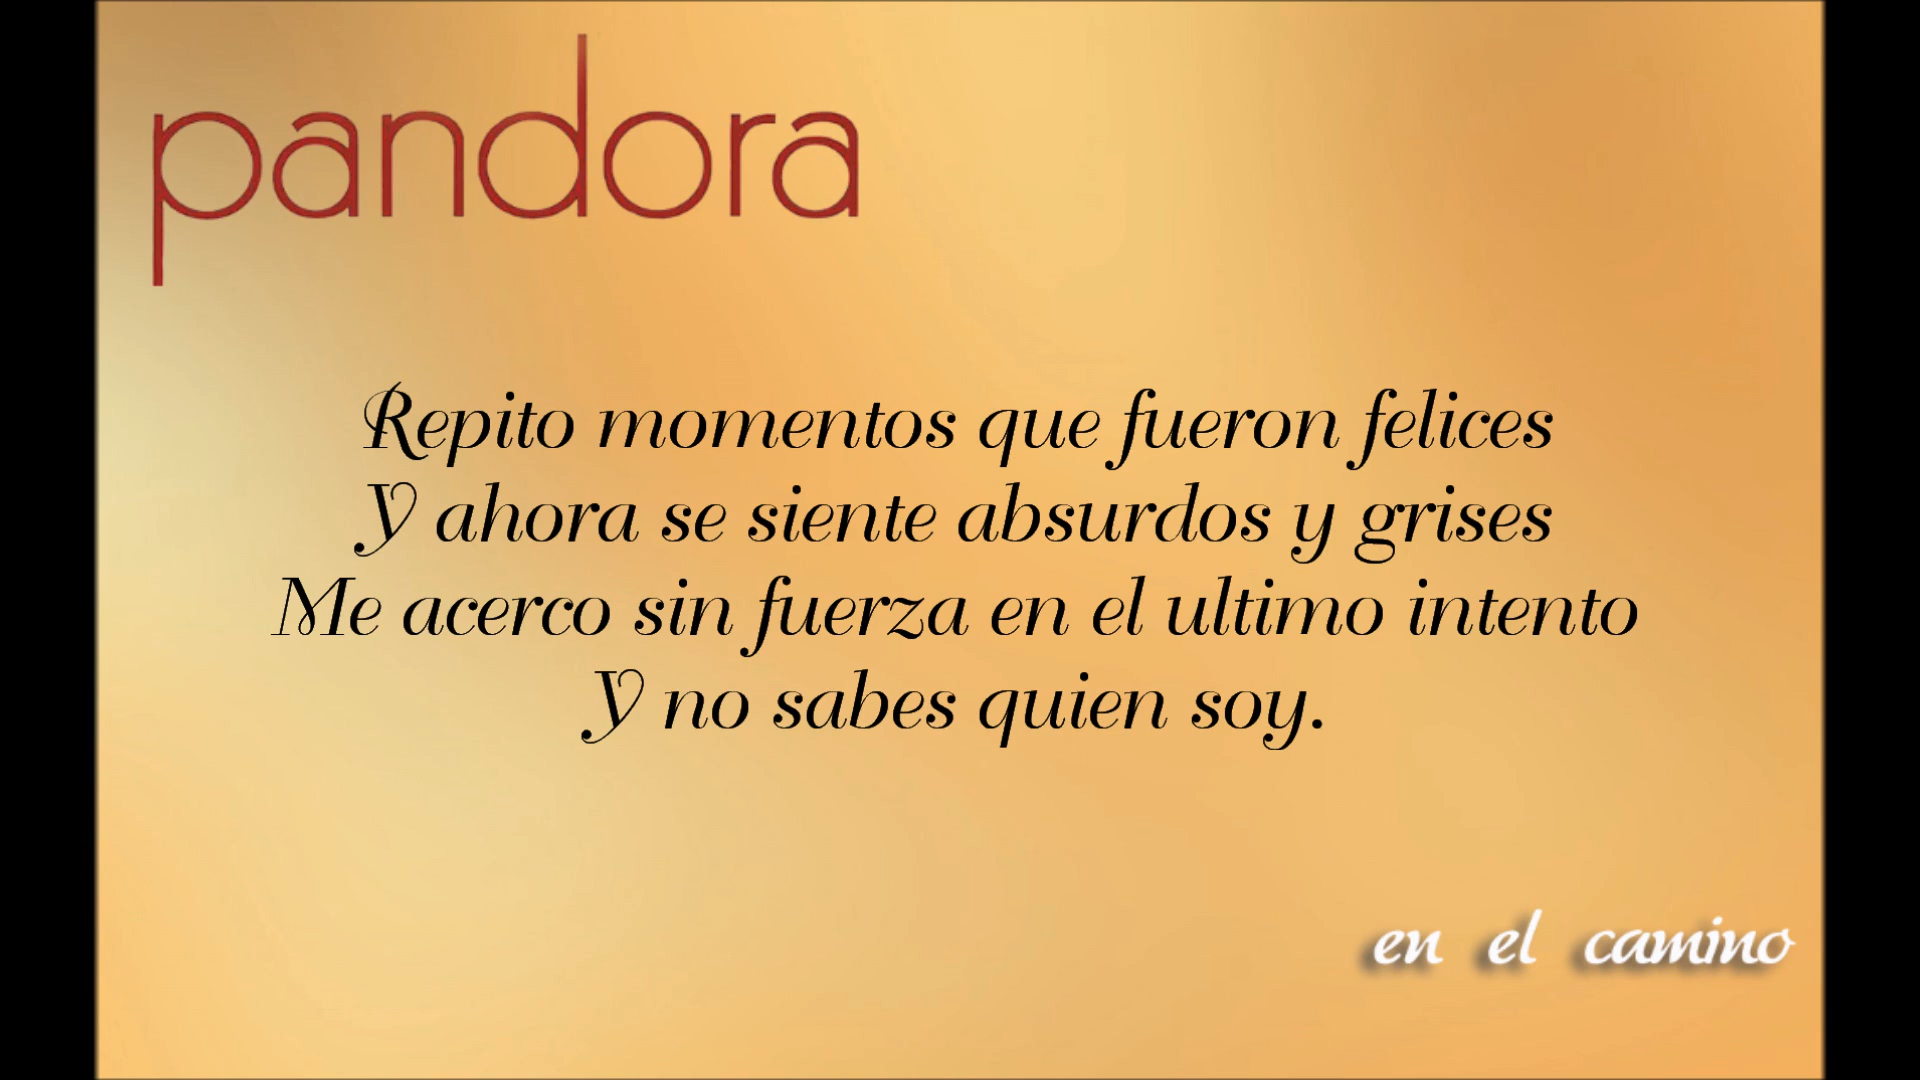 pandora
Repito momentos que fueron felices
Y ahora se siente absurdos y grises
Me acerco sin fuerza en el ultimo intento
Y no sabes quien soy.
en el camino